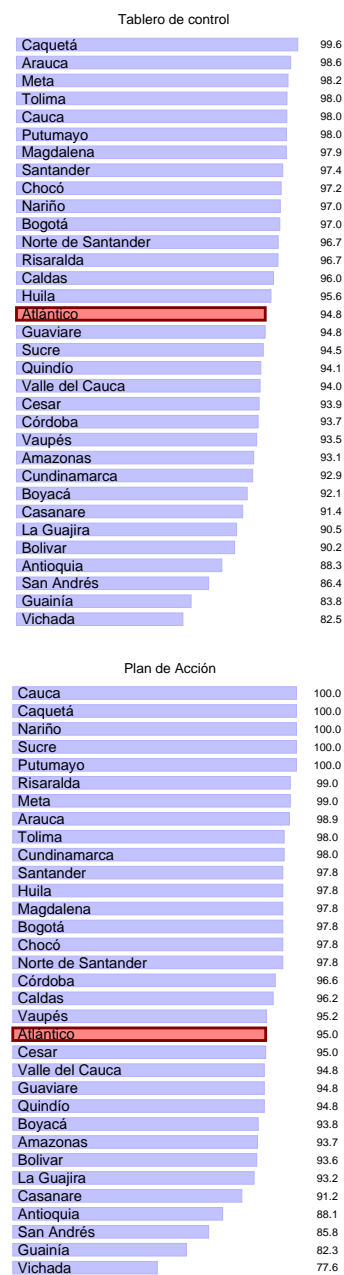 Tablero de control
Caquetá 99.6
Arauca 98.6
Meta 98.2
Tolima 98.0
Cauca 98.0
Putumayo 98.0
Magdalena 97.9
Santander 97.4
Chocó 97.2
Nariño 97.0
Bogotá 97.0
Norte de Santander 96.7
Risaralda 96.7
Caldas 96.0
Huila 95.6
Atlántico 94.8
Guaviare 94.8
Sucre 94.5
Quindío 94.1
Valle del Cauca 94.0
Cesar 93.9
Córdoba 93.7
Vaupés 93.5
Amazonas 93.1
Cundinamarca 92.9
Boyacá 92.1
Casanare 91.4
La Guajira 90.5
Bolivar 90.2
Antioquia 88.3
San Andrés 86.4
Guainía 83.8
Vichada 82.5
Plan de Acción
Cauca 100.0
Caquetá 100.0
Nariño 100.0
Sucre 100.0
Putumayo 100.0
Risaralda 99.0
Meta 99.0
Arauca 98.9
Tolima 98.0
Cundinamarca 98.0
Santander 97.8
Huila 97.8
Magdalena 97.8
Bogotá 97.8
Chocó 97.8
Norte de Santander 97.8
Córdoba 96.6
Caldas 96.2
Vaupés 95.2
Atlántico 95.0
Cesar 95.0
Valle del Cauca 94.8
Guaviare 94.8
Quindío 94.8
Boyacá 93.8
Amazonas 93.7
Bolivar 93.6
La Guajira 93.2
Casanare 91.2
Antioquia 88.1
San Andrés 85.8
Guainía 82.3
Vichada 77.6